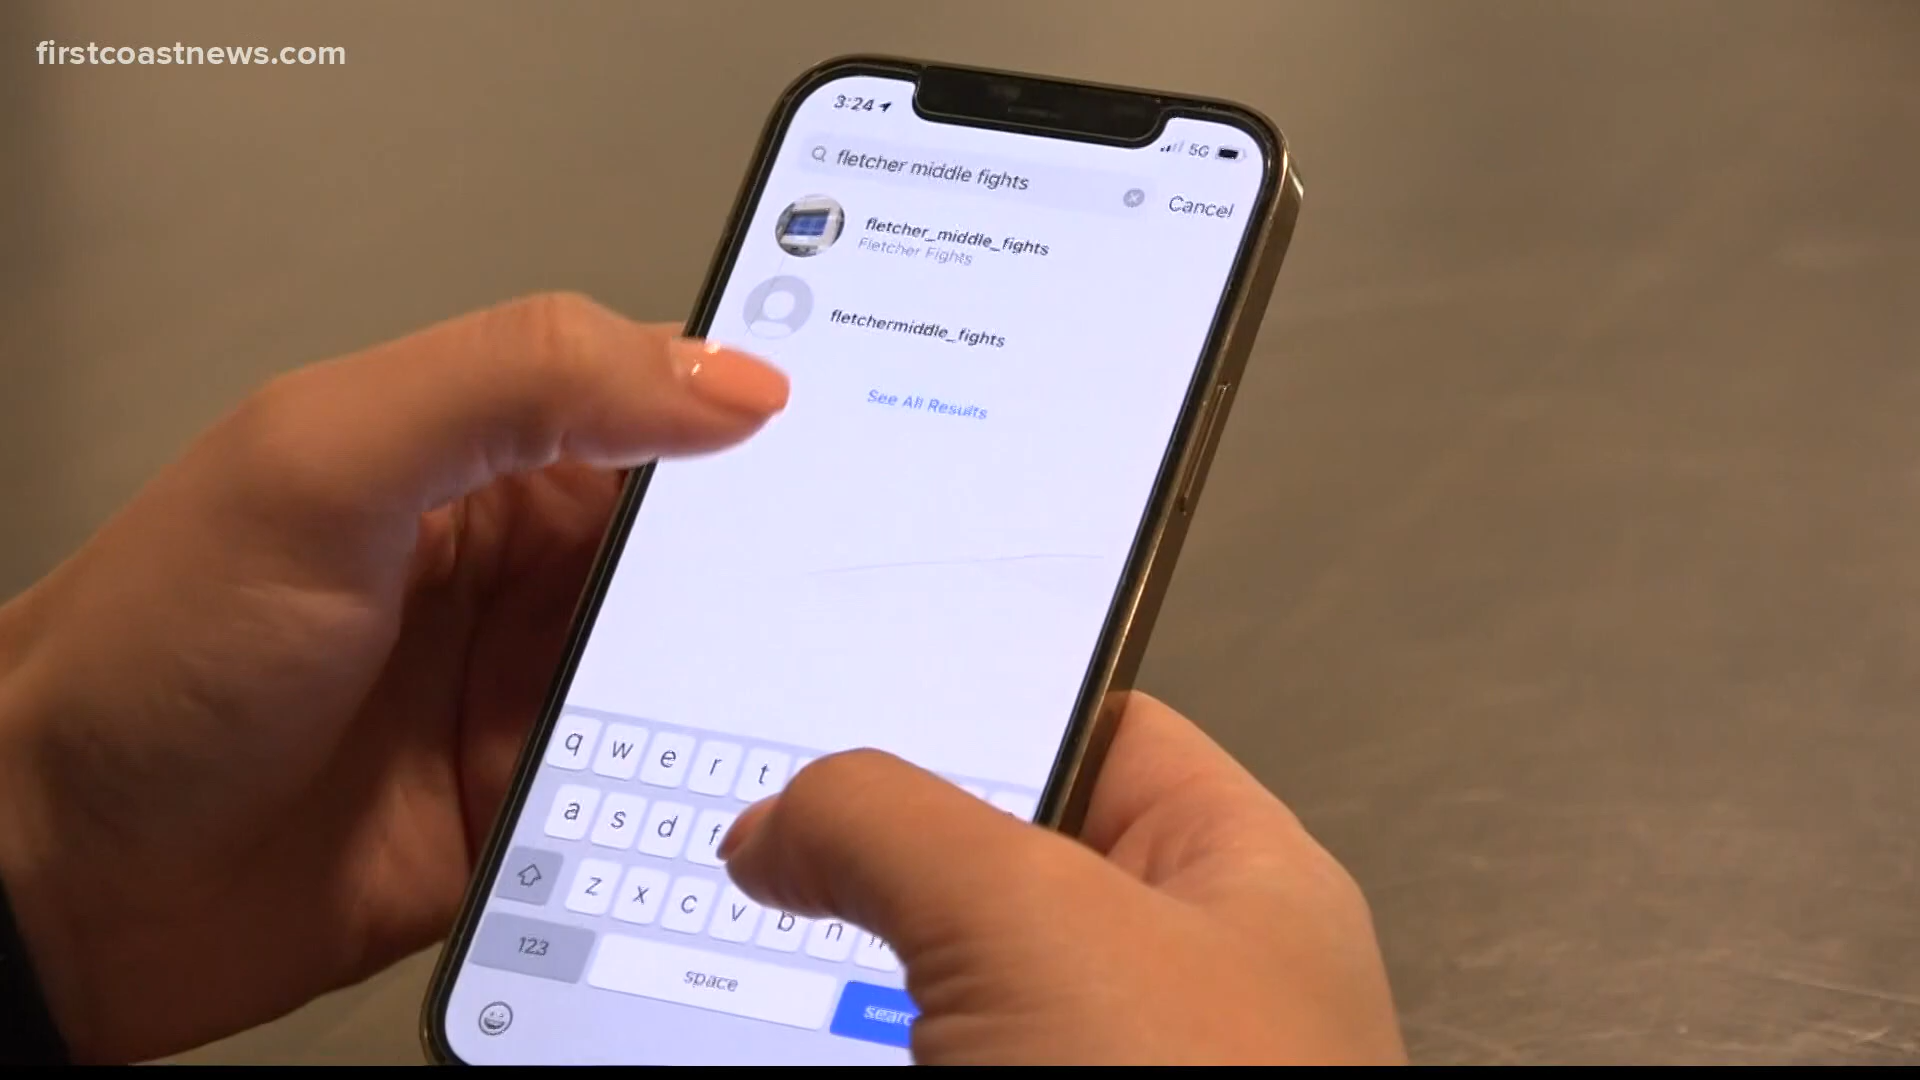 firstcoastnews.com
3:24
5G
fletcher middle fights
Cancel
fletcher_middle_fights
Fletcher Fights
fletchermiddle_fights
See All Results
q w e r t
a s d f
z x c v b n m
123
space